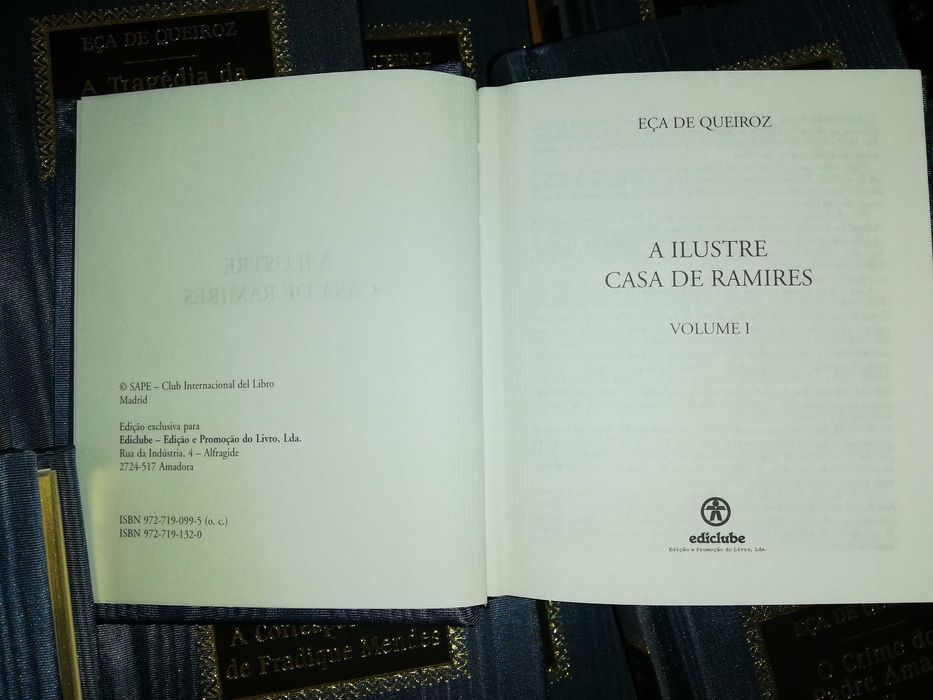 EÇA DE QUEIROZ
A Tragédia da
QUEIROZ
© SAPE – Club Internacional del Libro
Madrid
Edição exclusiva para
Ediclube – Edição e Promoção do Livro, Lda.
Rua da Indústria, 4 – Alfragide
2724-517 Amadora
ISBN 972-719-099-5 (o. c.)
ISBN 972-719-132-0
EÇA DE QUEIROZ
A ILUSTRE
CASA DE RAMIRES
VOLUME I
ediclube
Edição e Promoção do Livro, Lda.
de Fradique Mendes
EÇA DE
O Crime do